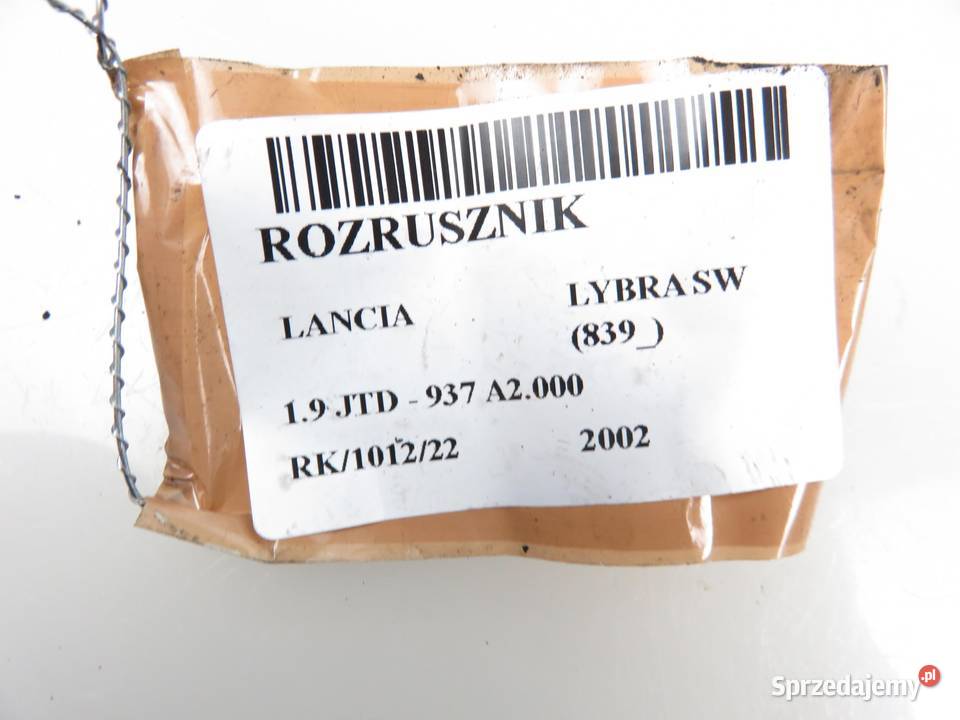 ROZRUSZNIK
LANCIA LYBRA SW
(839_)
1.9 JTD - 937 A2.000
RK/1012/22 2002
Sprzedajemy.pl